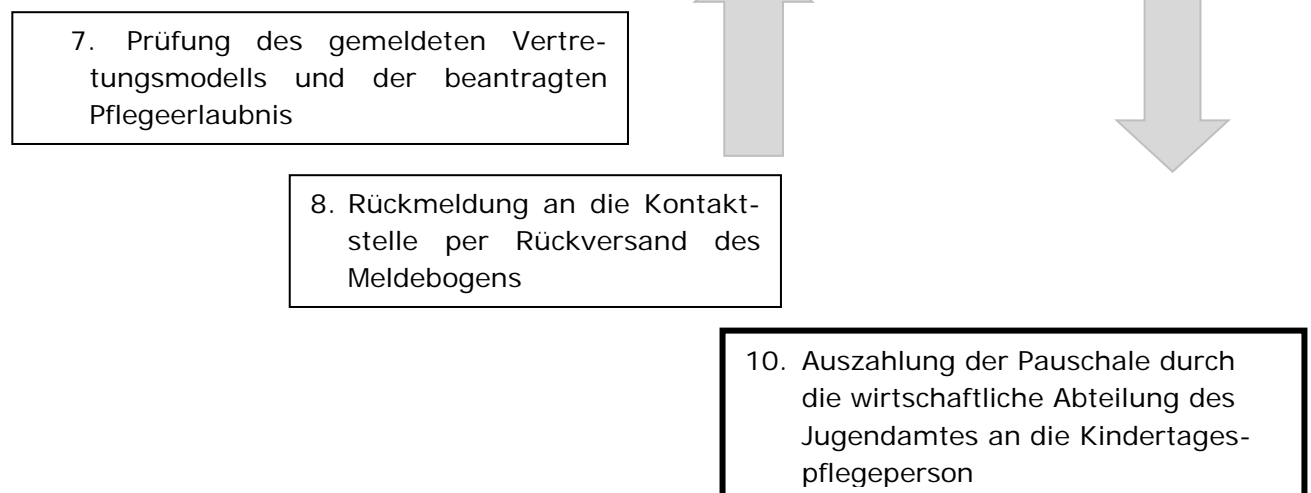 7. Prüfung des gemeldeten Vertre-
tungsmodells und der beantragten
Pflegeerlaubnis
8. Rückmeldung an die Kontakt-
stelle per Rückversand des
Meldebogens
10. Auszahlung der Pauschale durch
die wirtschaftliche Abteilung des
Jugendamtes an die Kindertages-
pflegeperson